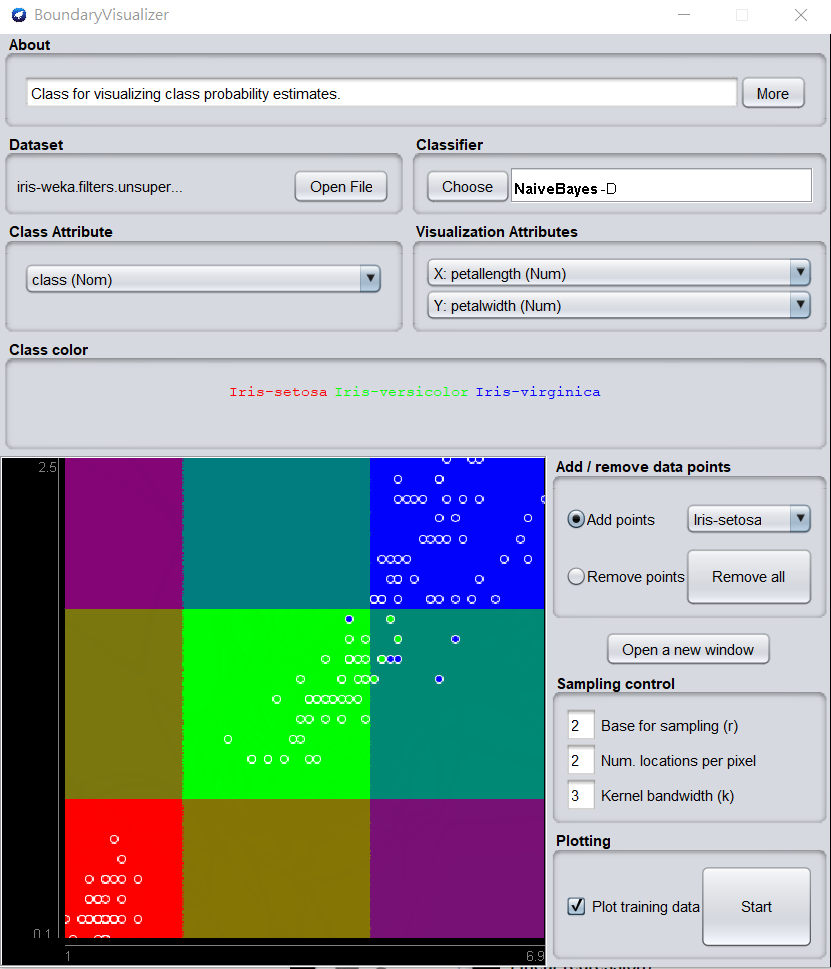 BoundaryVisualizer
About
Class for visualizing class probability estimates.
More
Dataset
Classifier
iris-weka.filters.unsuper...
Open File
Choose
NaiveBayes -D
Class Attribute
Visualization Attributes
class (Nom)
X: petallength (Num)
Y: petalwidth (Num)
Class color
Iris-setosa Iris-versicolor Iris-virginica
2.5
0.1
1
6.9
Add / remove data points
Add points
Iris-setosa
Remove points
Remove all
Open a new window
Sampling control
2 Base for sampling (r)
2 Num. locations per pixel
3 Kernel bandwidth (k)
Plotting
Plot training data
Start